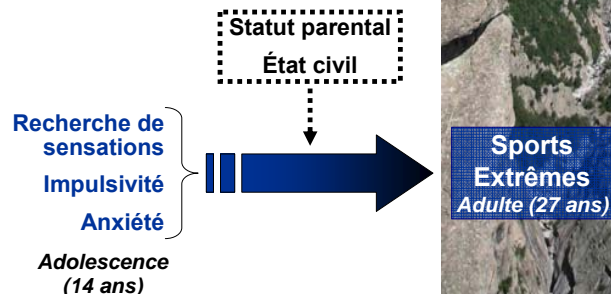 Statut parental
État civil
Recherche de
sensations
Impulsivité
Anxiété
Adolescence
(14 ans)
Sports
Extrêmes
Adulte (27 ans)